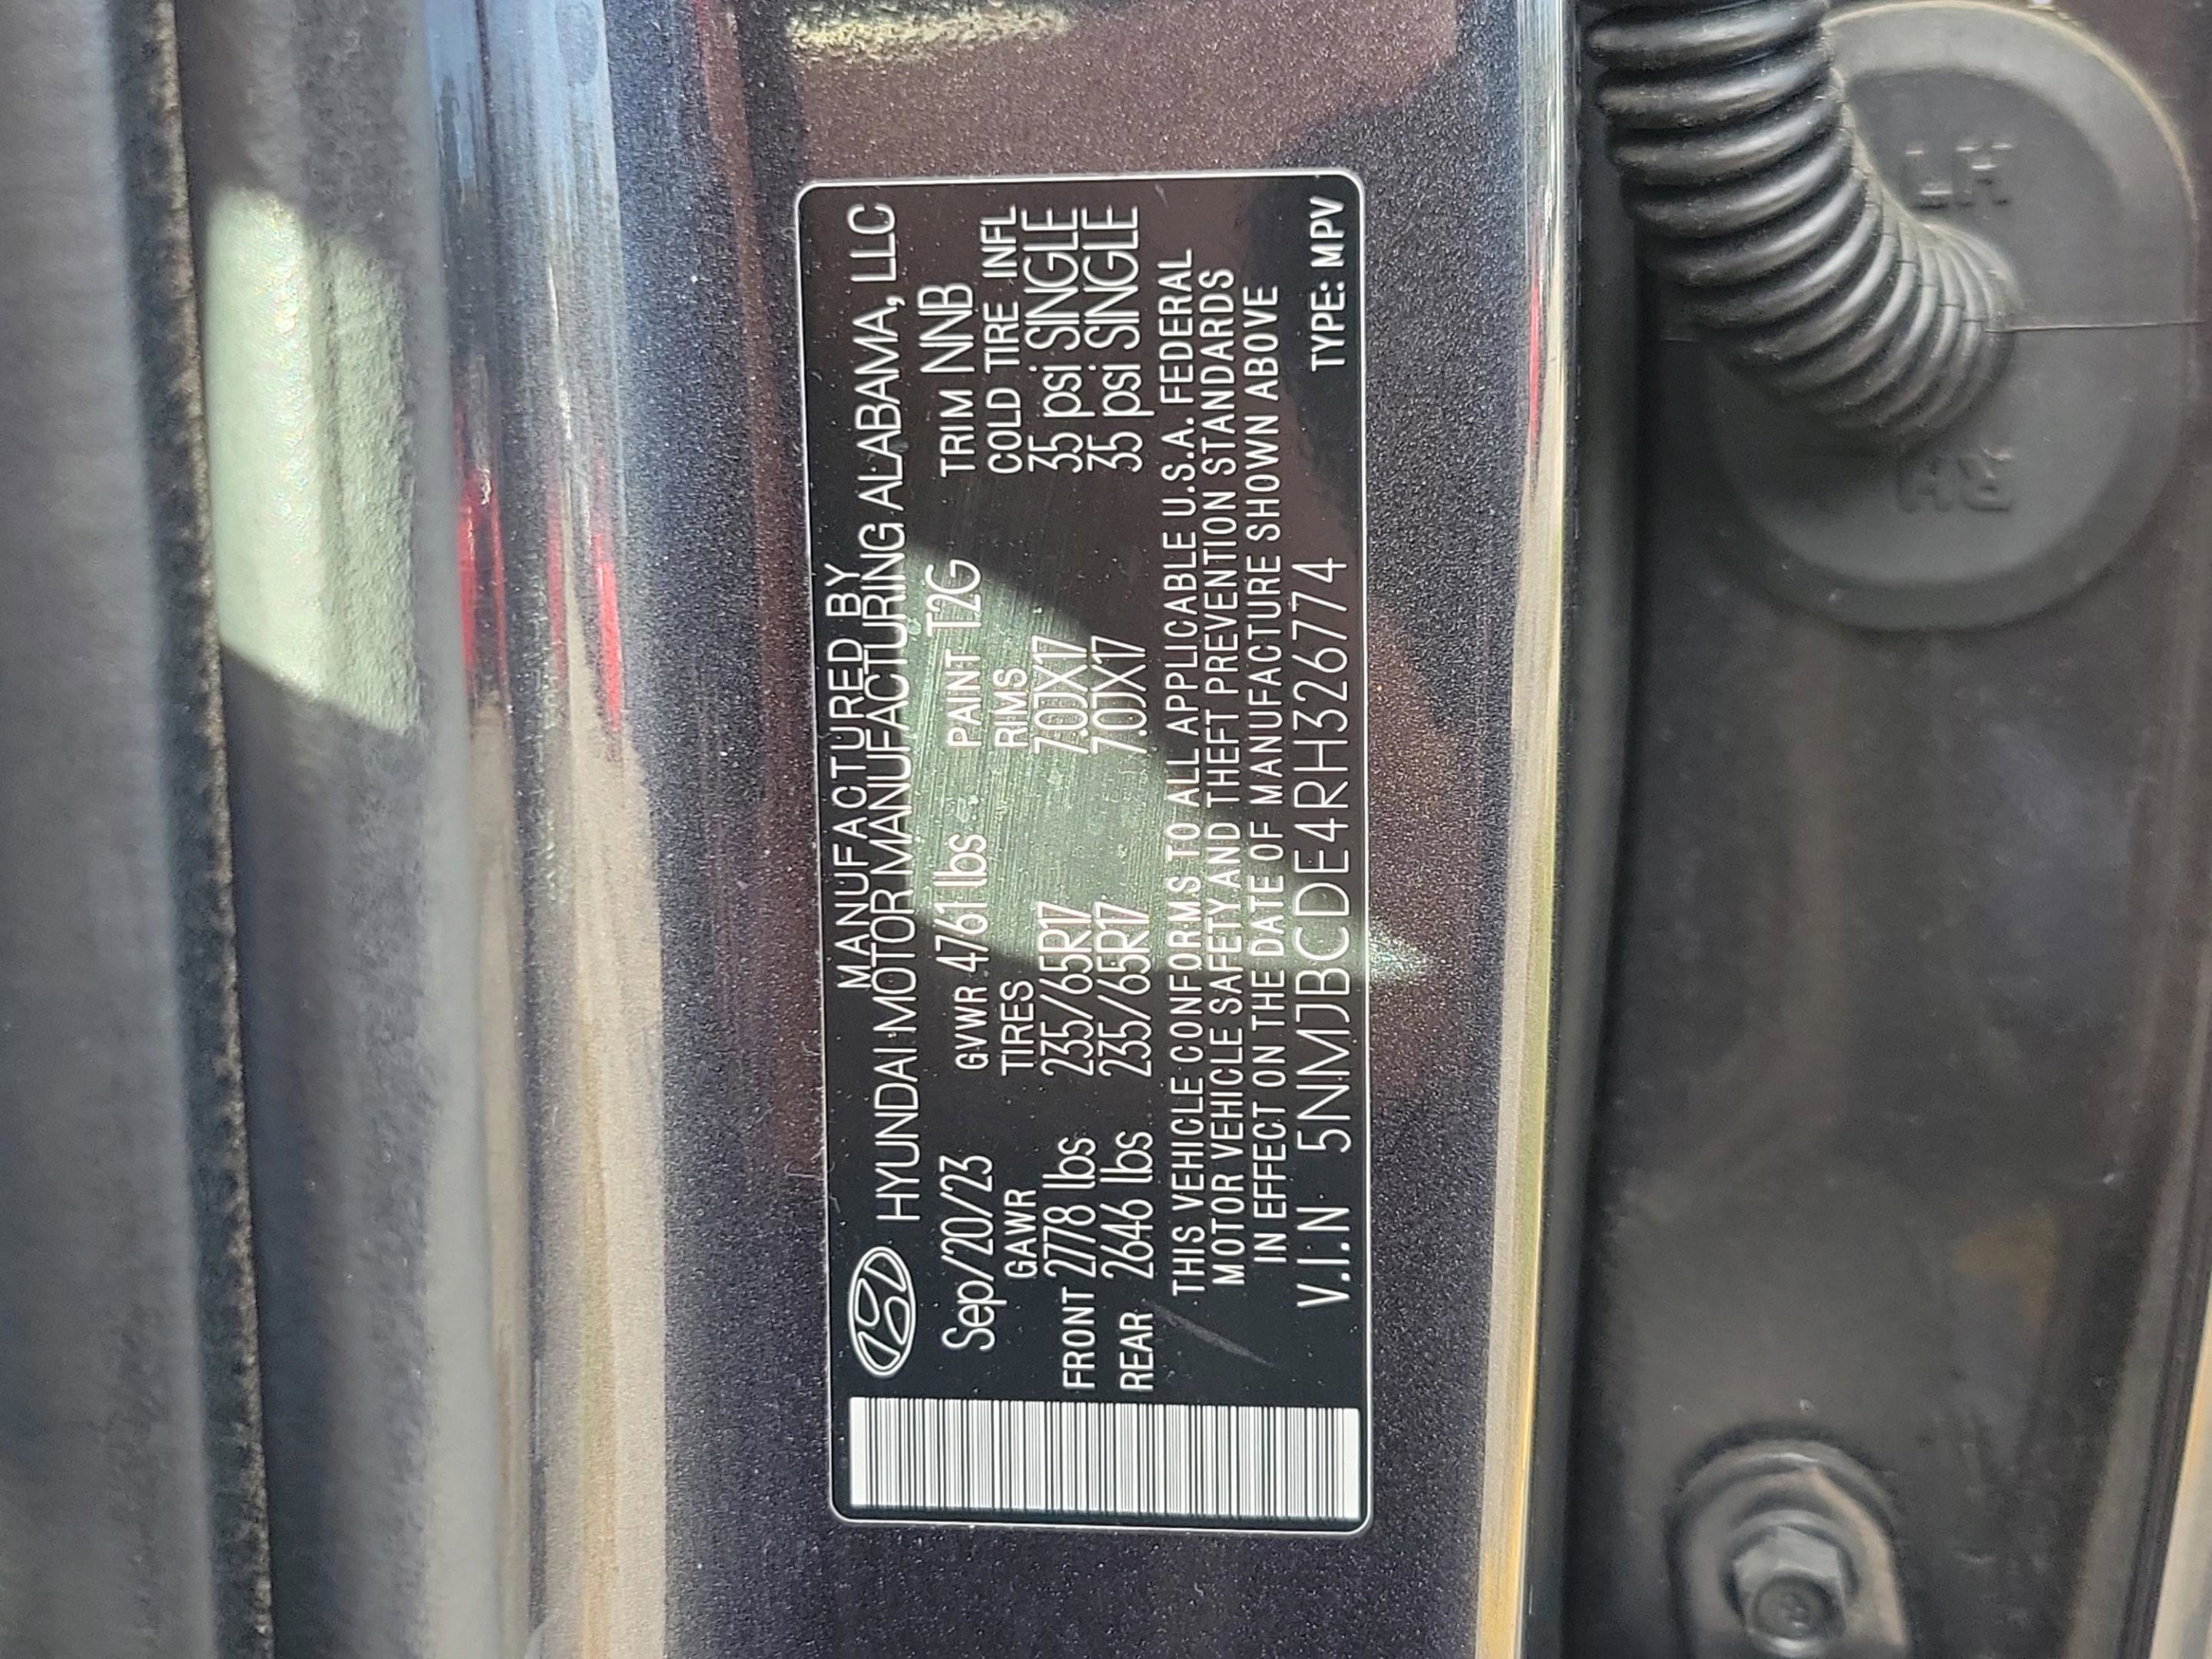 MANUFACTURED BY
HYUNDAI MOTOR MANUFACTURING ALABAMA, LLC
Sep/20/23 GVWR 4761 lbs PAINT T2G TRIM NNB
GAWR TIRES RIMS COLD TIRE INFL
FRONT 2778 lbs 235/65R17 7.0JX17 35 psi SINGLE
REAR 2646 lbs 235/65R17 7.0JX17 35 psi SINGLE
THIS VEHICLE CONFORMS TO ALL APPLICABLE U.S.A. FEDERAL
MOTOR VEHICLE SAFETY AND THEFT PREVENTION STANDARDS
IN EFFECT ON THE DATE OF MANUFACTURE SHOWN ABOVE
V.I.N 5NMJBCDE4RH326774 TYPE: MPV
LH
RH